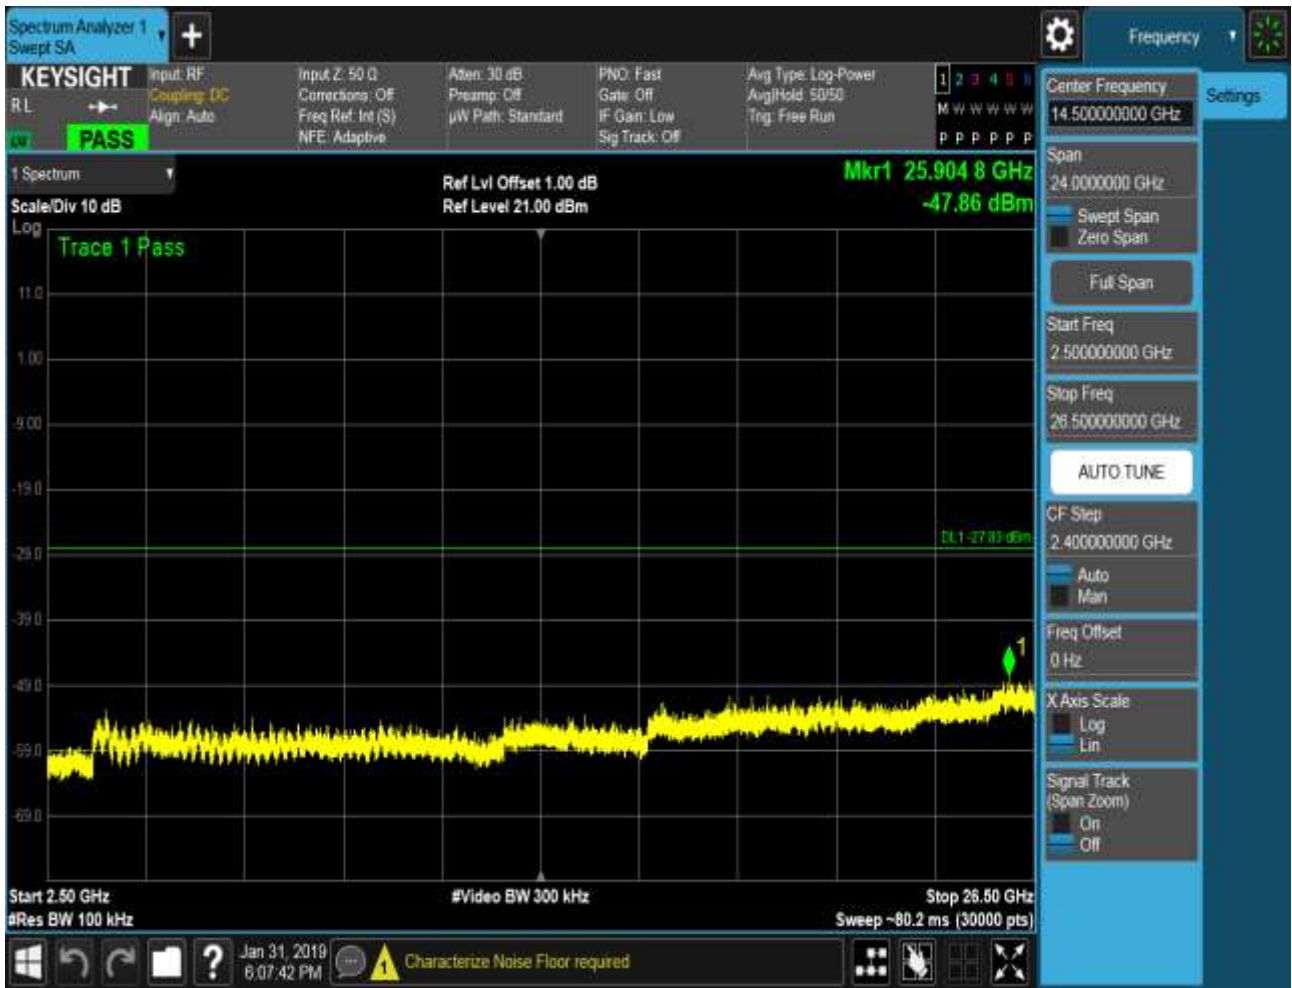 Spectrum Analyzer 1
Swept SA
Frequency
KEYSIGHT
R L
PASS
Input: RF
Coupling: DC
Align: Auto
Input Z: 50 Ω
Corrections: Off
Freq Ref: Int (S)
NFE: Adaptive
Atten: 30 dB
Preamp: Off
µW Path: Standard
PNO: Fast
Gate: Off
IF Gain: Low
Sig Track: Off
Avg Type: Log-Power
Avg|Hold: 50/50
Trig: Free Run
1 2 3 4 5 6
M W W W W W
P P P P P P
1 Spectrum
Scale/Div 10 dB
Log
Ref Lvl Offset 1.00 dB
Ref Level 21.00 dBm
Mkr1 25.904 8 GHz
-47.86 dBm
Trace 1 Pass
11.0
1.00
-9.00
-19.0
-29.0
-39.0
-49.0
-59.0
-69.0
1
Start 2.50 GHz
#Res BW 100 kHz
#Video BW 300 kHz
Stop 26.50 GHz
Sweep ~80.2 ms (30000 pts)
Center Frequency
14.500000000 GHz
Settings
Span
24.0000000 GHz
Swept Span
Zero Span
Full Span
Start Freq
2.500000000 GHz
Stop Freq
26.500000000 GHz
AUTO TUNE
CF Step
2.400000000 GHz
Auto
Man
Freq Offset
0 Hz
X Axis Scale
Log
Lin
Signal Track
(Span Zoom)
On
Off
?
Jan 31, 2019
6:07:42 PM
1
Characterize Noise Floor required